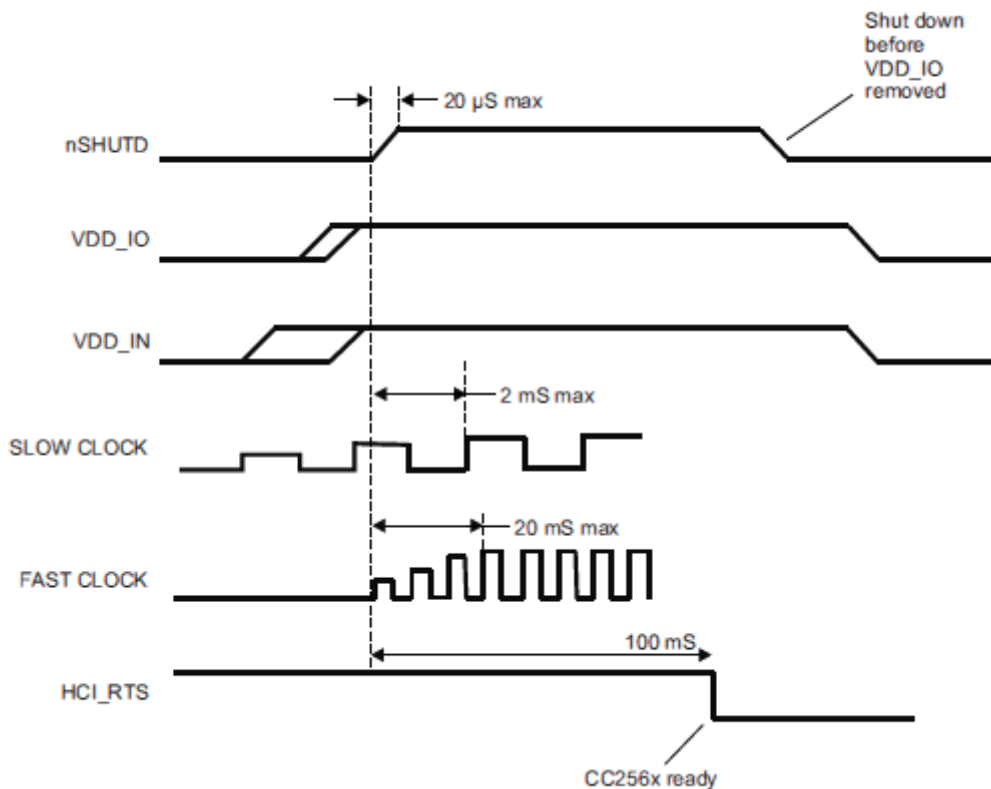 Shut down
before
VDD_IO
removed
20 µS max
nSHUTD
VDD_IO
VDD_IN
2 mS max
SLOW CLOCK
20 mS max
FAST CLOCK
100 mS
HCI_RTS
CC256x ready